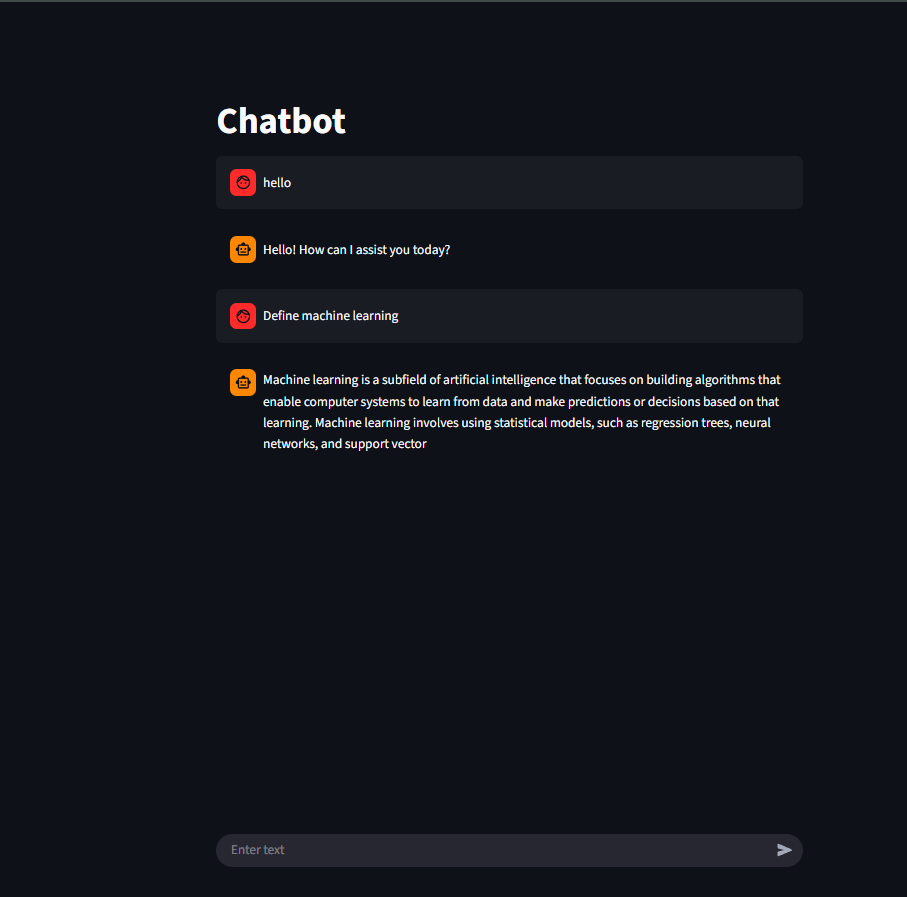 Chatbot
hello
Hello! How can I assist you today?
Define machine learning
Machine learning is a subfield of artificial intelligence that focuses on building algorithms that
enable computer systems to learn from data and make predictions or decisions based on that
learning. Machine learning involves using statistical models, such as regression trees, neural
networks, and support vector
Enter text